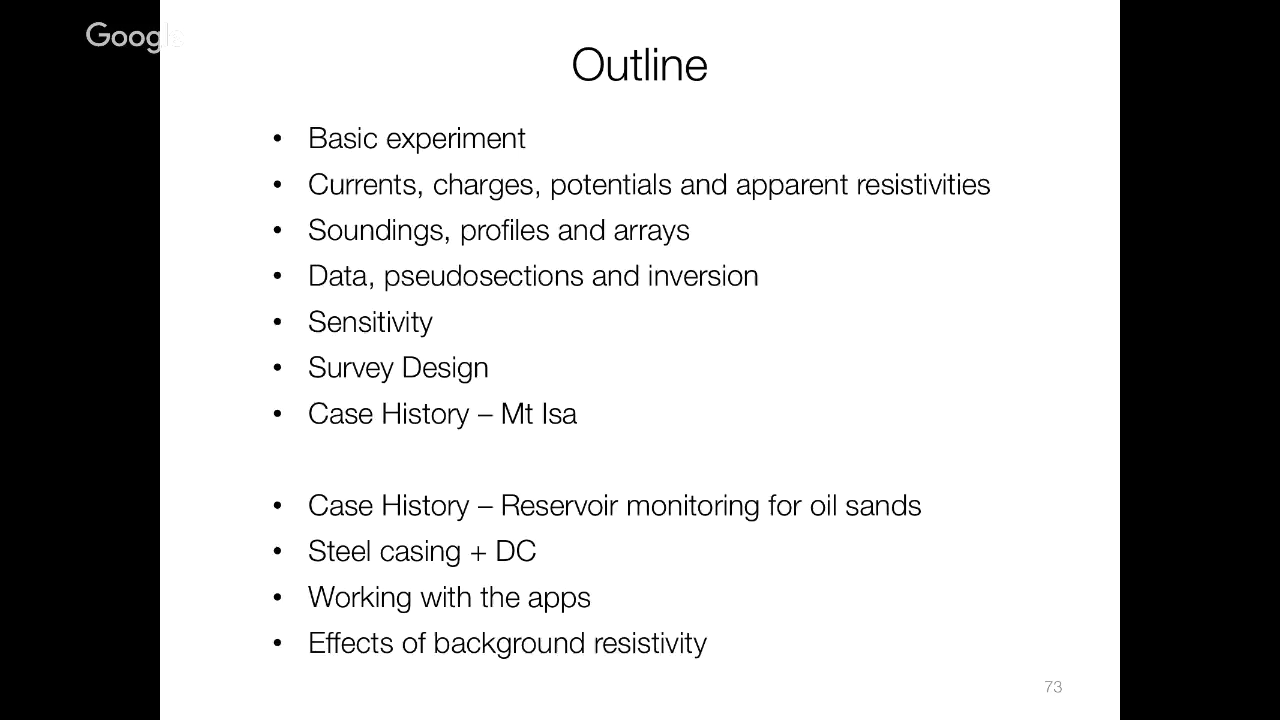 Google
Outline
• Basic experiment
• Currents, charges, potentials and apparent resistivities
• Soundings, profiles and arrays
• Data, pseudosections and inversion
• Sensitivity
• Survey Design
• Case History – Mt Isa
• Case History – Reservoir monitoring for oil sands
• Steel casing + DC
• Working with the apps
• Effects of background resistivity
73